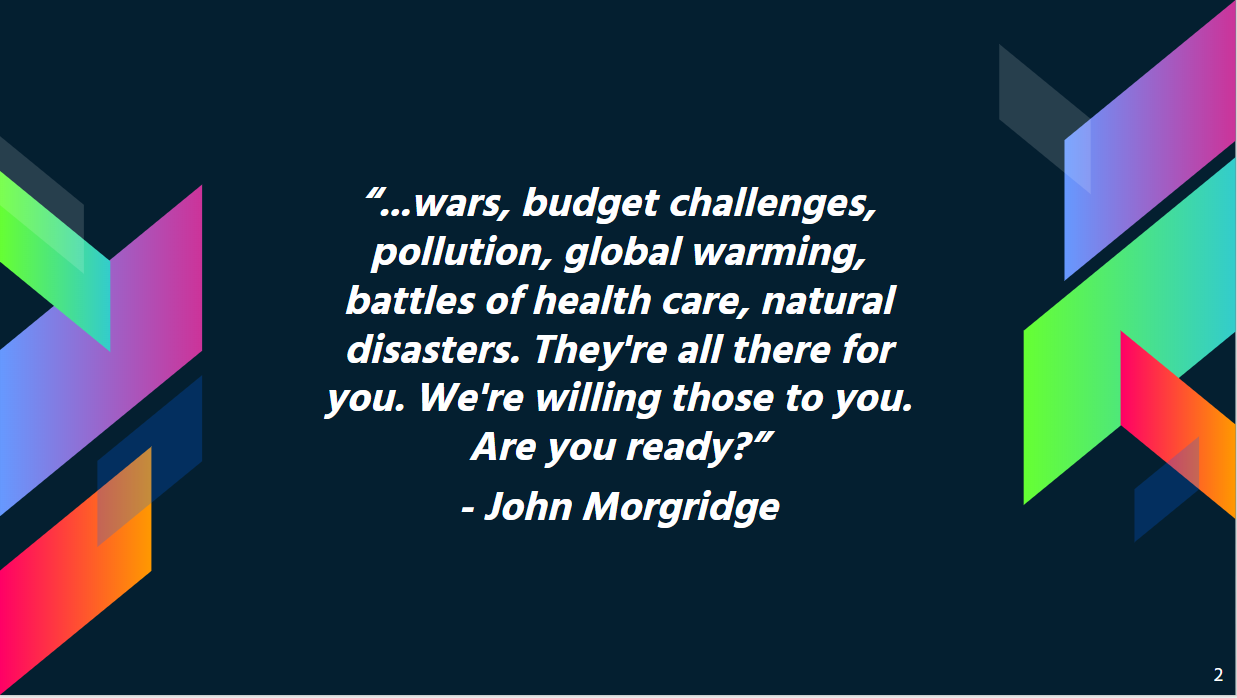 “...wars, budget challenges,
pollution, global warming,
battles of health care, natural
disasters. They're all there for
you. We're willing those to you.
Are you ready?”
- John Morgridge
2